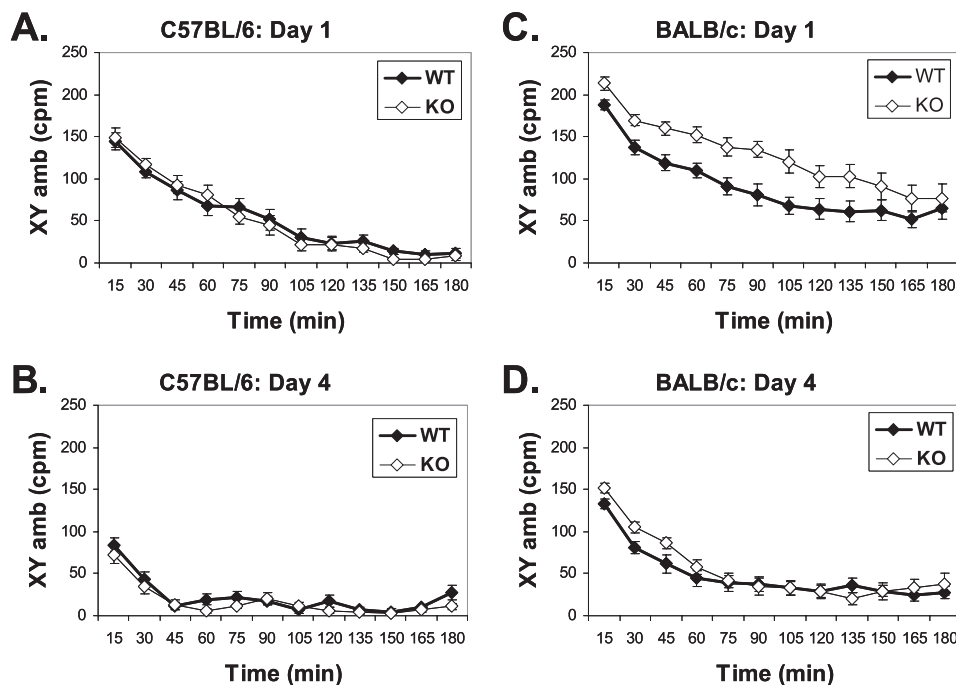 A.
C57BL/6: Day 1
250
200
150
100
50
0
XY amb (cpm)
WT
KO
15 30 45 60 75 90 105 120 135 150 165 180
Time (min)
C.
BALB/c: Day 1
250
200
150
100
50
0
XY amb (cpm)
WT
KO
15 30 45 60 75 90 105 120 135 150 165 180
Time (min)
B.
C57BL/6: Day 4
250
200
150
100
50
0
XY amb (cpm)
WT
KO
15 30 45 60 75 90 105 120 135 150 165 180
Time (min)
D.
BALB/c: Day 4
250
200
150
100
50
0
XY amb (cpm)
WT
KO
15 30 45 60 75 90 105 120 135 150 165 180
Time (min)